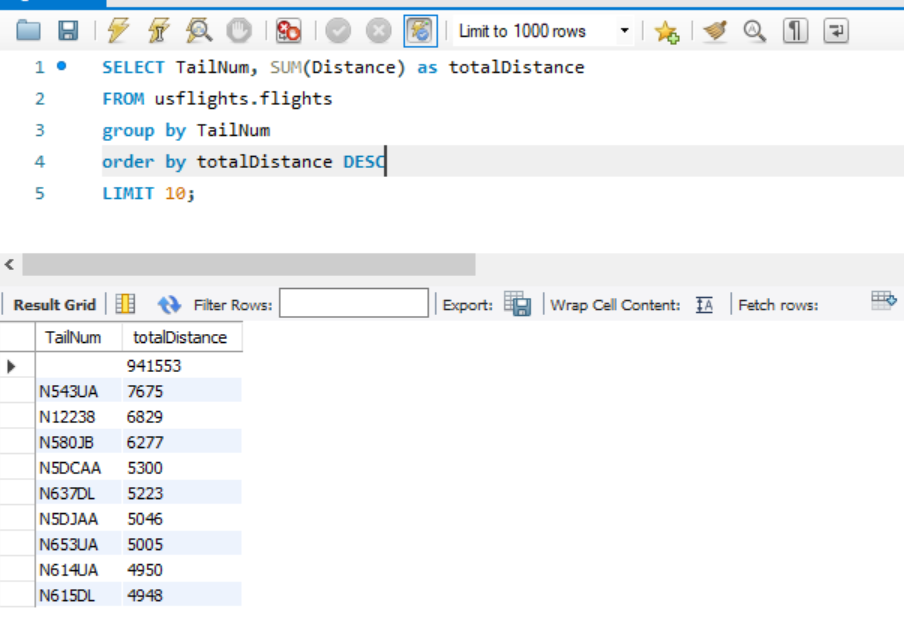 Limit to 1000 rows
1 SELECT TailNum, SUM(Distance) as totalDistance
2 FROM usflights.flights
3 group by TailNum
4 order by totalDistance DESC
5 LIMIT 10;
Result Grid Filter Rows: Export: Wrap Cell Content: IA Fetch rows:
TailNum totalDistance
941553
N543UA 7675
N12238 6829
N580JB 6277
N5DCAA 5300
N637DL 5223
N5DJAA 5046
N653UA 5005
N614UA 4950
N615DL 4948